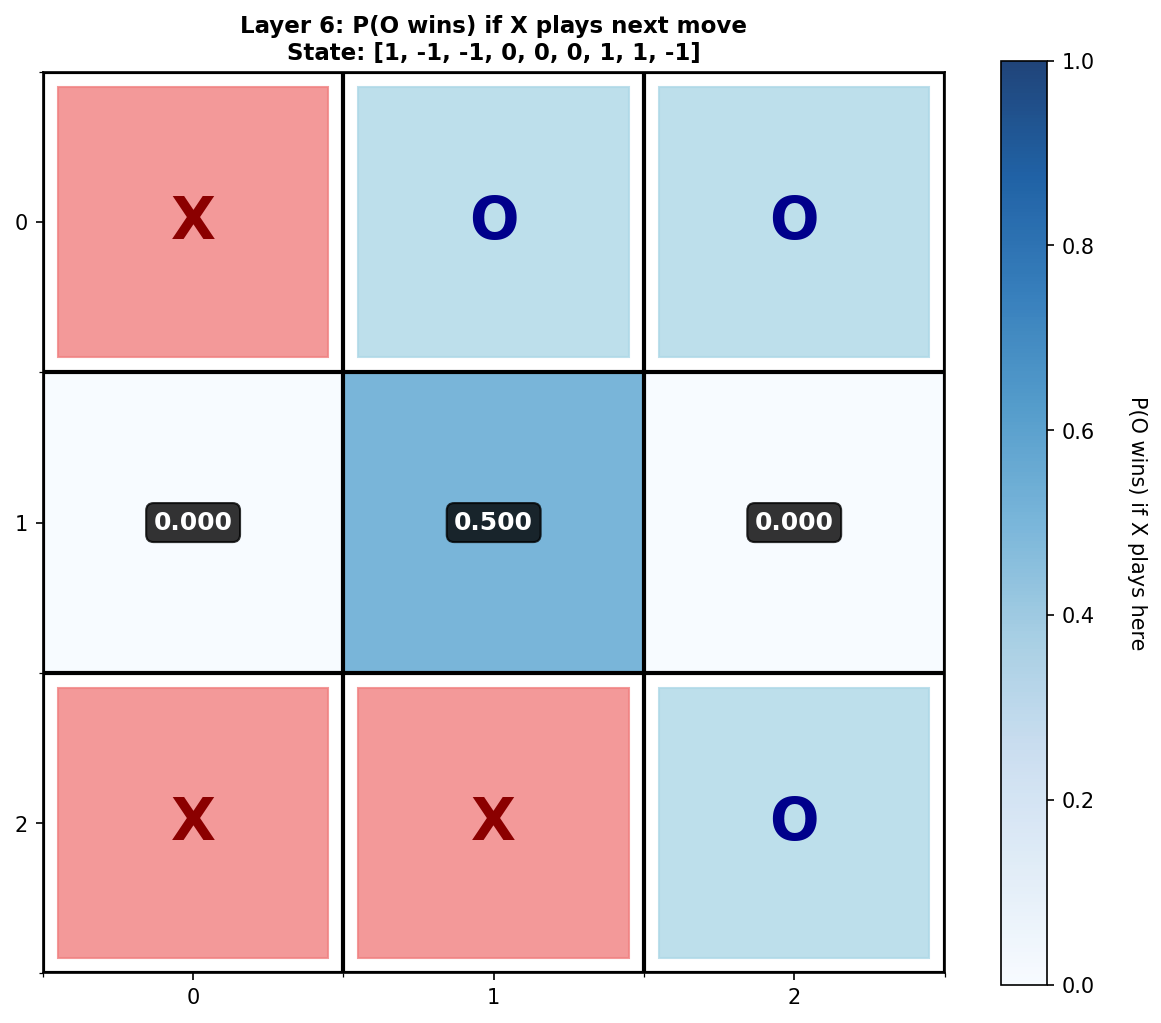 Layer 6: P(O wins) if X plays next move
State: [1, -1, -1, 0, 0, 0, 1, 1, -1]
0
X
O
O
1
0.000
0.500
0.000
2
X
X
O
0
1
2
1.0
0.8
0.6
0.4
0.2
0.0
P(O wins) if X plays here